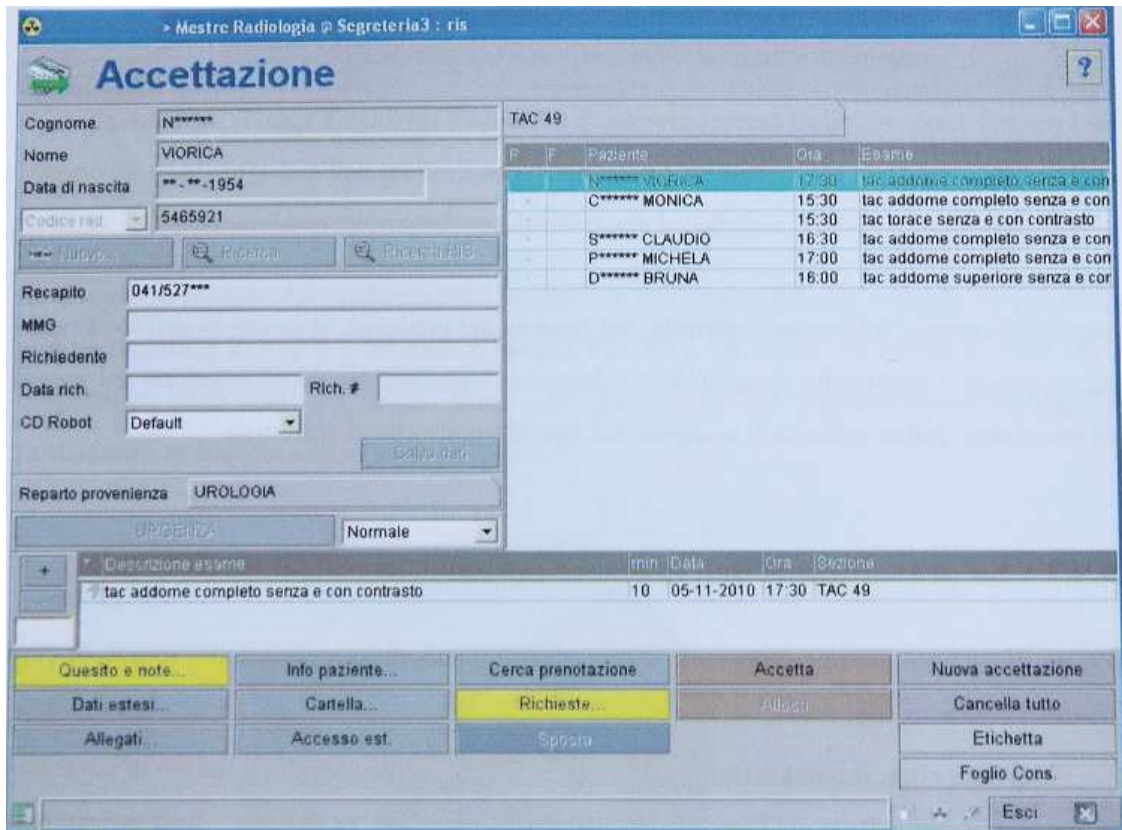 > Mestre Radiologia @ Segreteria3 : ris
Accettazione
?
Cognome N******
Nome VIORICA
Data di nascita **-**-1954
Codice rad. 5465921
Nuovo... Ricerca
Recapito 041/527***
MMG
Richiedente
Data rich. Rich. #
CD Robot Default
Salva dati
Reparto provenienza UROLOGIA
URGENZA Normale
TAC 49
P F Paziente Ora Esame
N****** VIORICA 17:30 tac addome completo senza e con
C****** MONICA 15:30 tac addome completo senza e con
15:30 tac torace senza e con contrasto
S****** CLAUDIO 16:30 tac addome completo senza e con
P****** MICHELA 17:00 tac addome completo senza e con
D****** BRUNA 16:00 tac addome superiore senza e cor
+ * Descrizione esame min Data Ora Sezione
tac addome completo senza e con contrasto 10 05-11-2010 17:30 TAC 49
Quesito e note... Info paziente... Cerca prenotazione Accetta Nuova accettazione
Dati estesi... Cartella... Richieste... Cancella tutto
Allegati... Accesso est. Sposta Etichetta
Foglio Cons.
Esci